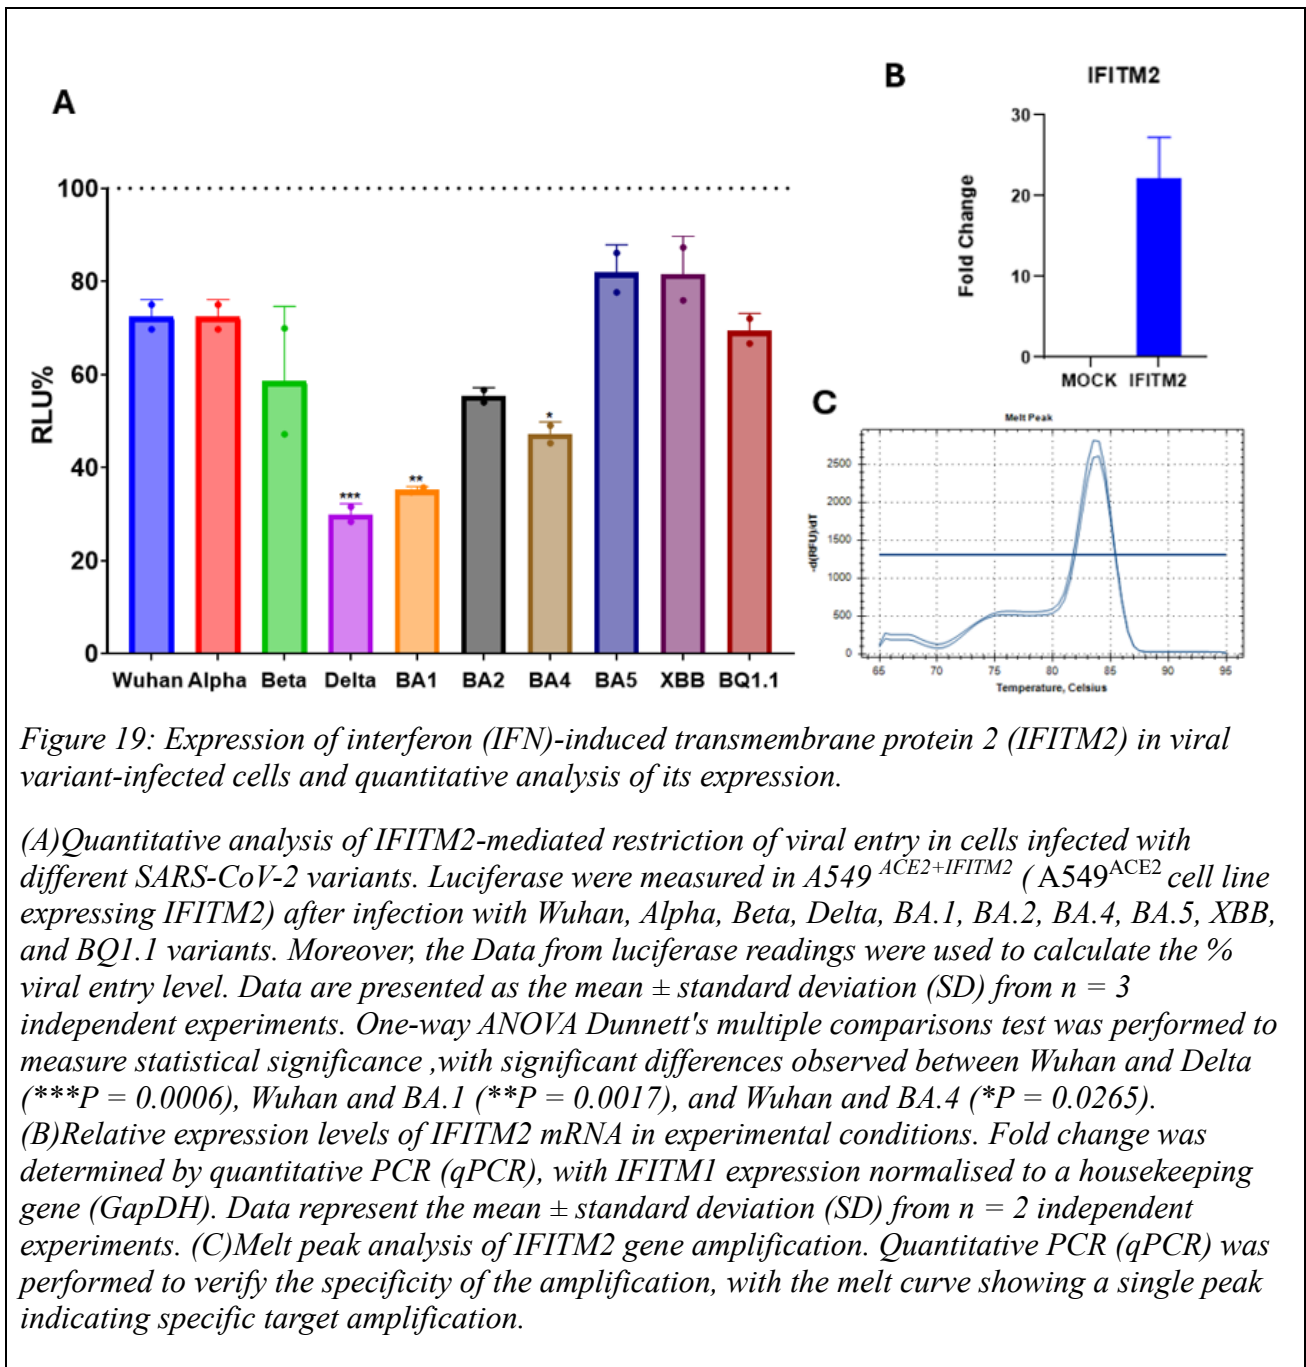 A
100
80
60
40
20
0
RLU%
***
**
*
Wuhan Alpha Beta Delta BA1 BA2 BA4 BA5 XBB BQ1.1
B
IFITM2
30
20
10
0
Fold Change
MOCK IFITM2
C
Melt Peak
2500
2000
1500
1000
500
0
-d(RFU)/dT
65 70 75 80 85 90 95
Temperature, Celsius
Figure 19: Expression of interferon (IFN)-induced transmembrane protein 2 (IFITM2) in viral
variant-infected cells and quantitative analysis of its expression.
(A)Quantitative analysis of IFITM2-mediated restriction of viral entry in cells infected with
different SARS-CoV-2 variants. Luciferase were measured in A549 ACE2+IFITM2 ( A549ACE2 cell line
expressing IFITM2) after infection with Wuhan, Alpha, Beta, Delta, BA.1, BA.2, BA.4, BA.5, XBB,
and BQ1.1 variants. Moreover, the Data from luciferase readings were used to calculate the %
viral entry level. Data are presented as the mean ± standard deviation (SD) from n = 3
independent experiments. One-way ANOVA Dunnett's multiple comparisons test was performed to
measure statistical significance ,with significant differences observed between Wuhan and Delta
(***P = 0.0006), Wuhan and BA.1 (**P = 0.0017), and Wuhan and BA.4 (*P = 0.0265).
(B)Relative expression levels of IFITM2 mRNA in experimental conditions. Fold change was
determined by quantitative PCR (qPCR), with IFITM1 expression normalised to a housekeeping
gene (GapDH). Data represent the mean ± standard deviation (SD) from n = 2 independent
experiments. (C)Melt peak analysis of IFITM2 gene amplification. Quantitative PCR (qPCR) was
performed to verify the specificity of the amplification, with the melt curve showing a single peak
indicating specific target amplification.